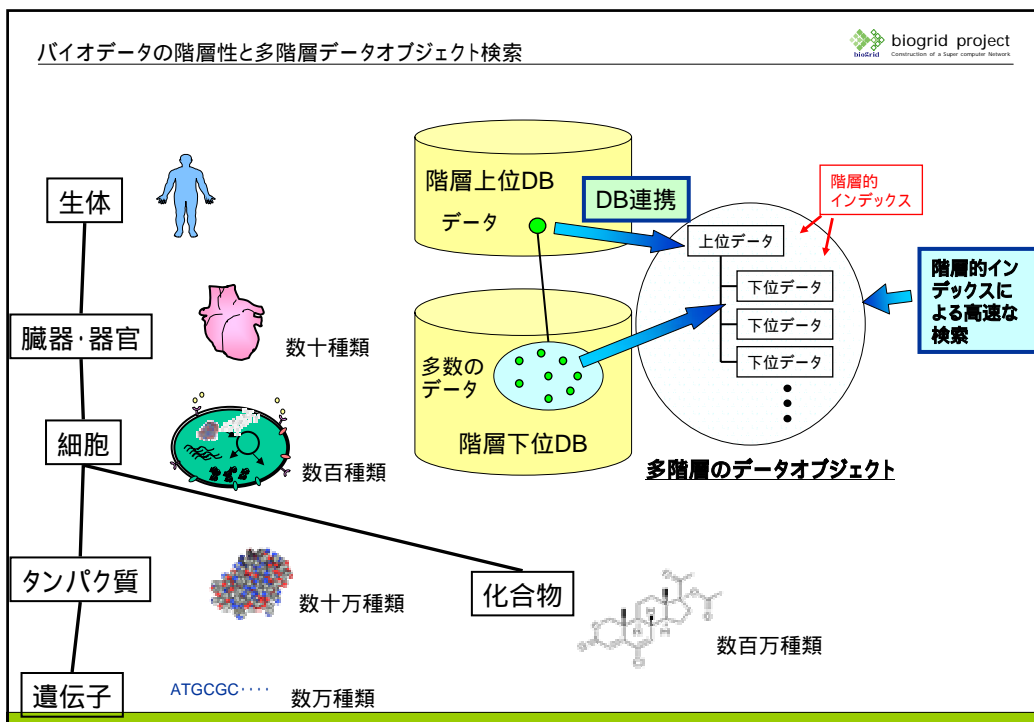 バイオデータの階層性と多階層データオブジェクト検索
biogrid project
Construction of a Super computer Network
bioGrid
生体
臓器・器官
数十種類
細胞
数百種類
タンパク質
数十万種類
化合物
数百万種類
遺伝子
ATGCGC････
数万種類
階層上位DB
データ
DB連携
階層的
インデックス
上位データ
下位データ
下位データ
下位データ
階層的イン
デックスに
よる高速な
検索
多数の
データ
階層下位DB
多階層のデータオブジェクト